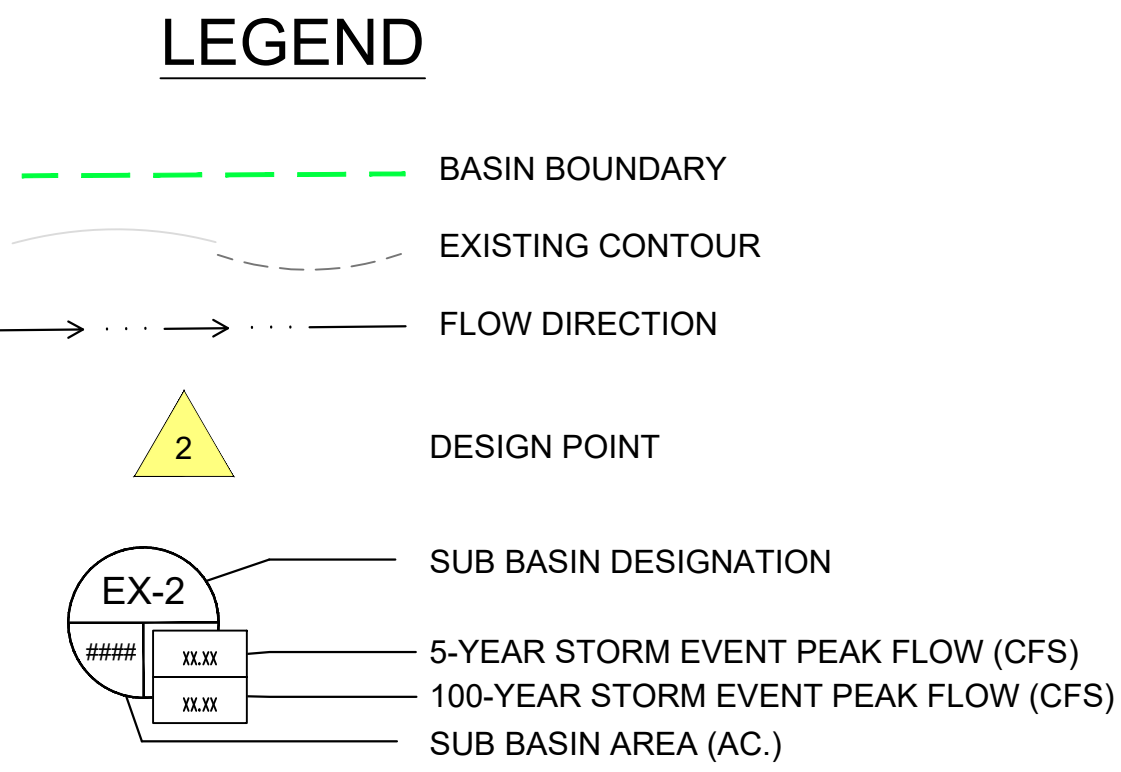 LEGEND
BASIN BOUNDARY
EXISTING CONTOUR
FLOW DIRECTION
2
DESIGN POINT
EX-2
SUB BASIN DESIGNATION
####
XX.XX
5-YEAR STORM EVENT PEAK FLOW (CFS)
XX.XX
100-YEAR STORM EVENT PEAK FLOW (CFS)
SUB BASIN AREA (AC.)